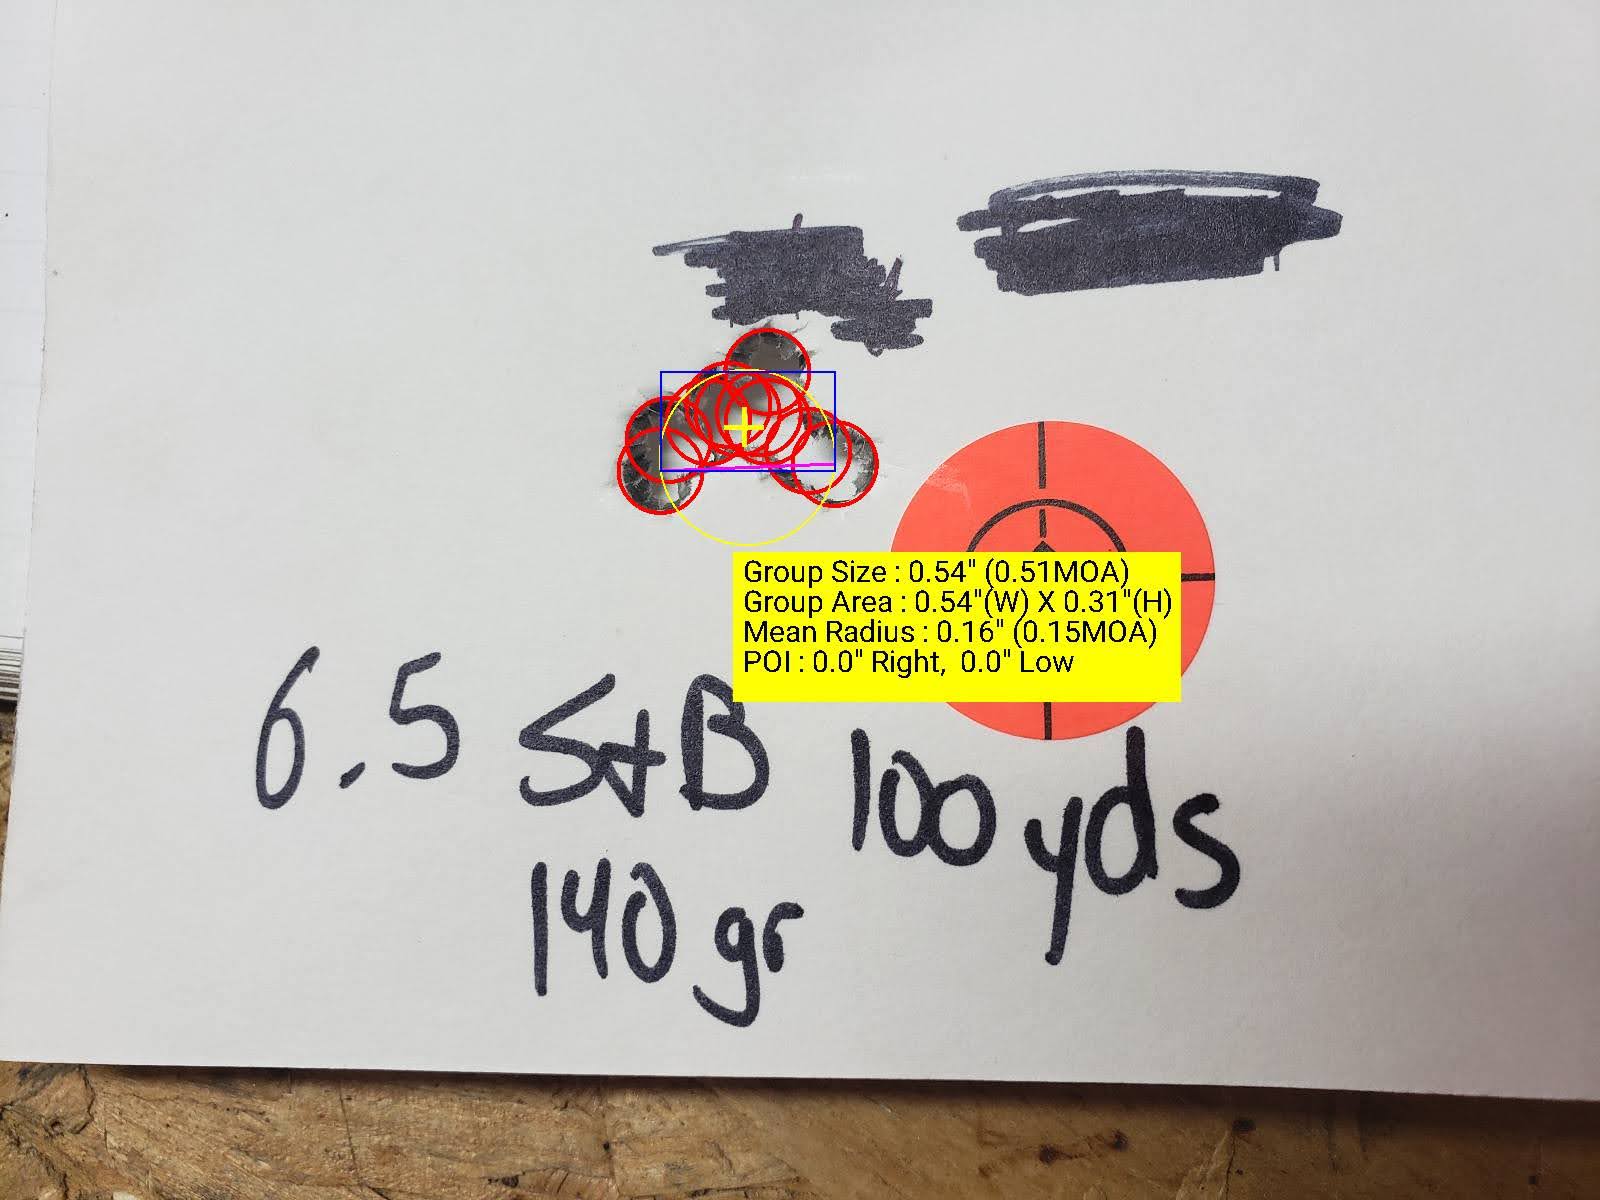 Group Size : 0.54" (0.51MOA)
Group Area : 0.54"(W) X 0.31"(H)
Mean Radius : 0.16" (0.15MOA)
POI : 0.0" Right,  0.0" Low
6.5 S+B 100 yds
140 gr